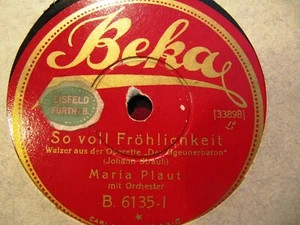 Beka
EISFELD
FÜRTH i. B.
[33898]
So voll Fröhlichkeit
Walzer aus der Operette „Der Zigeunerbaron"
(Johann Strauß)
Maria Plaut
mit Orchester
B. 6135-I
CARL